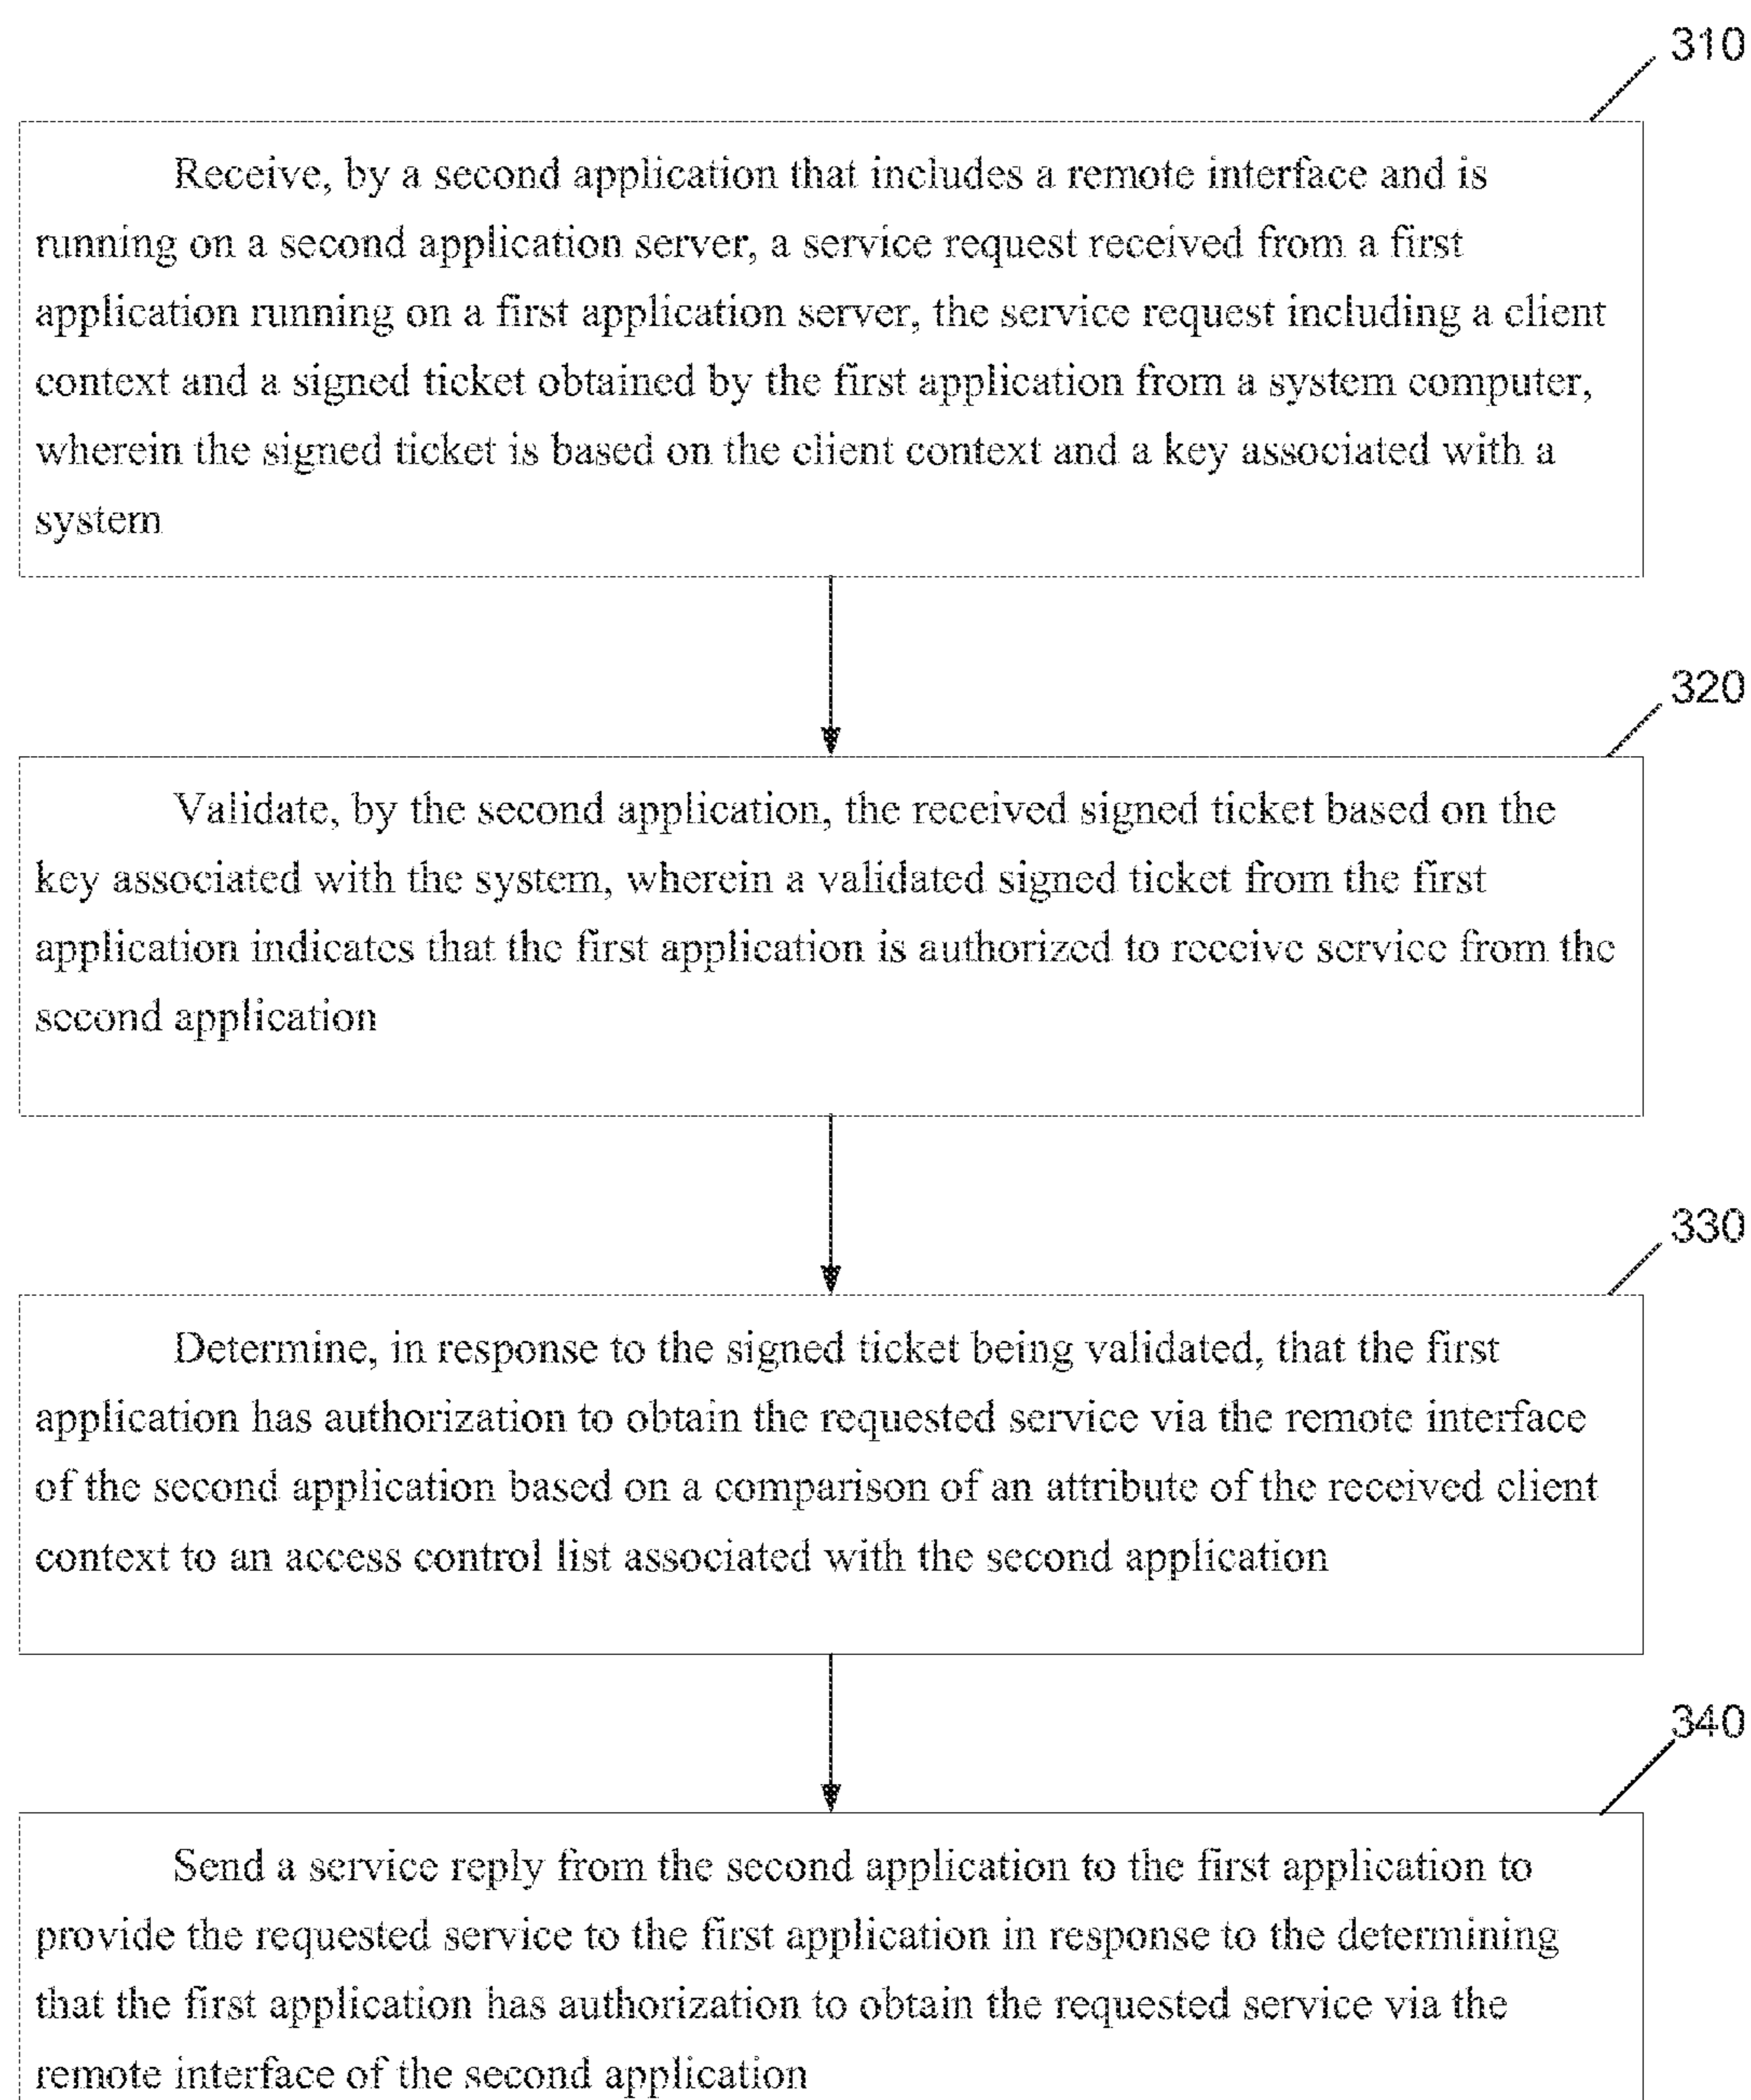 310
Receive, by a second application that includes a remote interface and is
running on a second application server, a service request received from a first
application running on a first application server, the service request including a client
context and a signed ticket obtained by the first application from a system computer,
wherein the signed ticket is based on the client context and a key associated with a
system
320
Validate, by the second application, the received signed ticket based on the
key associated with the system, wherein a validated signed ticket from the first
application indicates that the first application is authorized to receive service from the
second application
330
Determine, in response to the signed ticket being validated, that the first
application has authorization to obtain the requested service via the remote interface
of the second application based on a comparison of an attribute of the received client
context to an access control list associated with the second application
340
Send a service reply from the second application to the first application to
provide the requested service to the first application in response to the determining
that the first application has authorization to obtain the requested service via the
remote interface of the second application